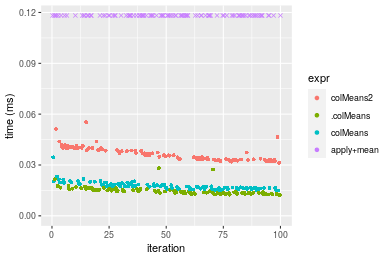 0.12
0.09
0.06
0.03
0.00
time (ms)
0
25
50
75
100
iteration
expr
colMeans2
.colMeans
colMeans
apply+mean